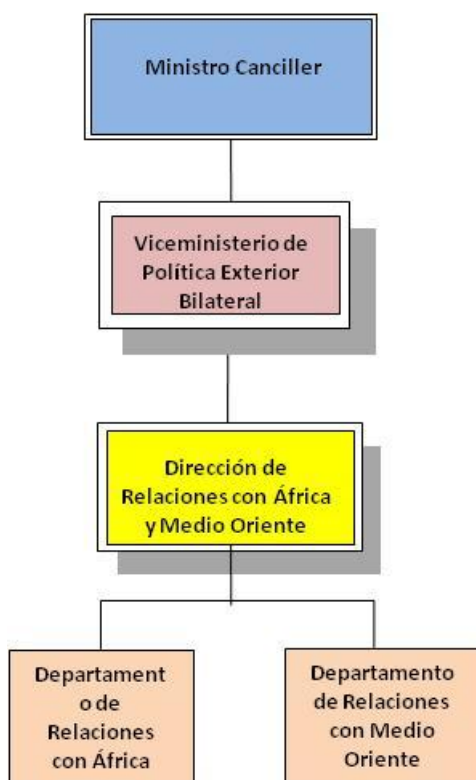 Ministro Canciller
Viceministerio de
Política Exterior
Bilateral
Dirección de
Relaciones con África
y Medio Oriente
Departament
o de
Relaciones
con África
Departamento
de Relaciones
con Medio
Oriente